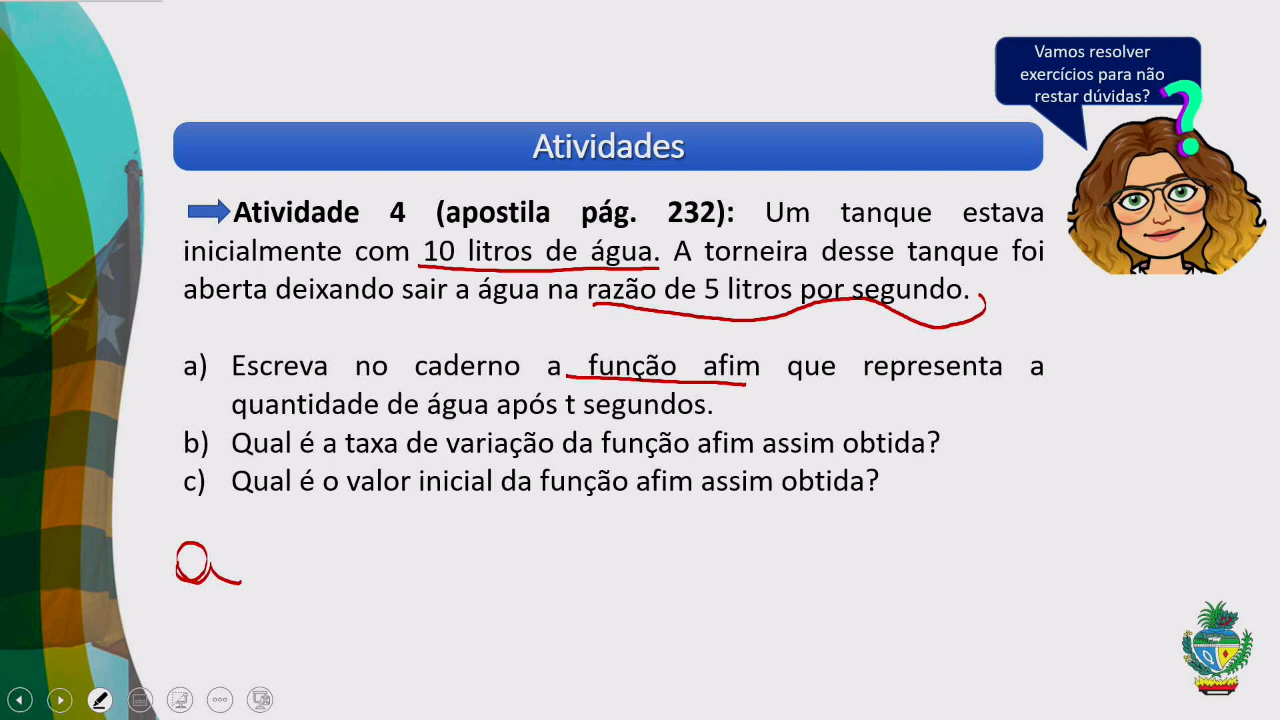 Vamos resolver
exercícios para não
restar dúvidas?
Atividades
Atividade 4 (apostila pág. 232): Um tanque estava
inicialmente com 10 litros de água. A torneira desse tanque foi
aberta deixando sair a água na razão de 5 litros por segundo.
a) Escreva no caderno a função afim que representa a
quantidade de água após t segundos.
b) Qual é a taxa de variação da função afim assim obtida?
c) Qual é o valor inicial da função afim assim obtida?
a